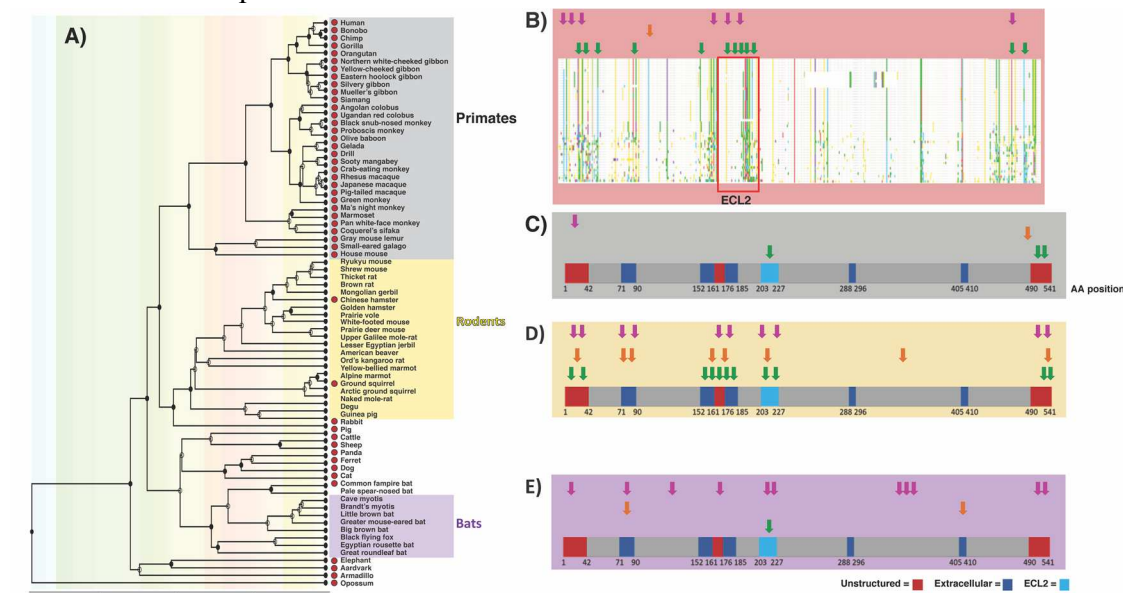 A)
Human
Bonobo
Chimp
Gorilla
Orangutan
Northern white-cheeked gibbon
Yellow-cheeked gibbon
Eastern hoolock gibbon
Silvery gibbon
Mueller's gibbon
Siamang
Angolan colobus
Ugandan red colobus
Black snub-nosed monkey
Proboscis monkey
Olive baboon
Gelada
Drill
Sooty mangabey
Crab-eating monkey
Rhesus macaque
Japanese macaque
Pig-tailed macaque
Green monkey
Ma's night monkey
Marmoset
Pan white-face monkey
Coquerel's sifaka
Gray mouse lemur
Small-eared galago
House mouse
Primates
Ryukyu mouse
Shrew mouse
Thicket rat
Brown rat
Mongolian gerbil
Chinese hamster
Golden hamster
Prairie vole
White-footed mouse
Prairie deer mouse
Upper Galilee mole-rat
Lesser Egyptian jerbil
American beaver
Ord's kangaroo rat
Yellow-bellied marmot
Alpine marmot
Ground squirrel
Arctic ground squirrel
Naked mole-rat
Degu
Guinea pig
Rodents
Rabbit
Pig
Cattle
Sheep
Panda
Ferret
Dog
Cat
Common fampire bat
Pale spear-nosed bat
Cave myotis
Brandt's myotis
Little brown bat
Greater mouse-eared bat
Big brown bat
Black flying fox
Egyptian rousette bat
Great roundleaf bat
Bats
Elephant
Aardvark
Armadillo
Opossum
B)
ECL2
C)
1 42 71 90 152 161 176 185 203 227 288 296 405 410 490 541
AA position
D)
1 42 71 90 152 161 176 185 203 227 288 296 405 410 490 541
E)
1 42 71 90 152 161 176 185 203 227 288 296 405 410 490 541
Unstructured = Extracellular = ECL2 =